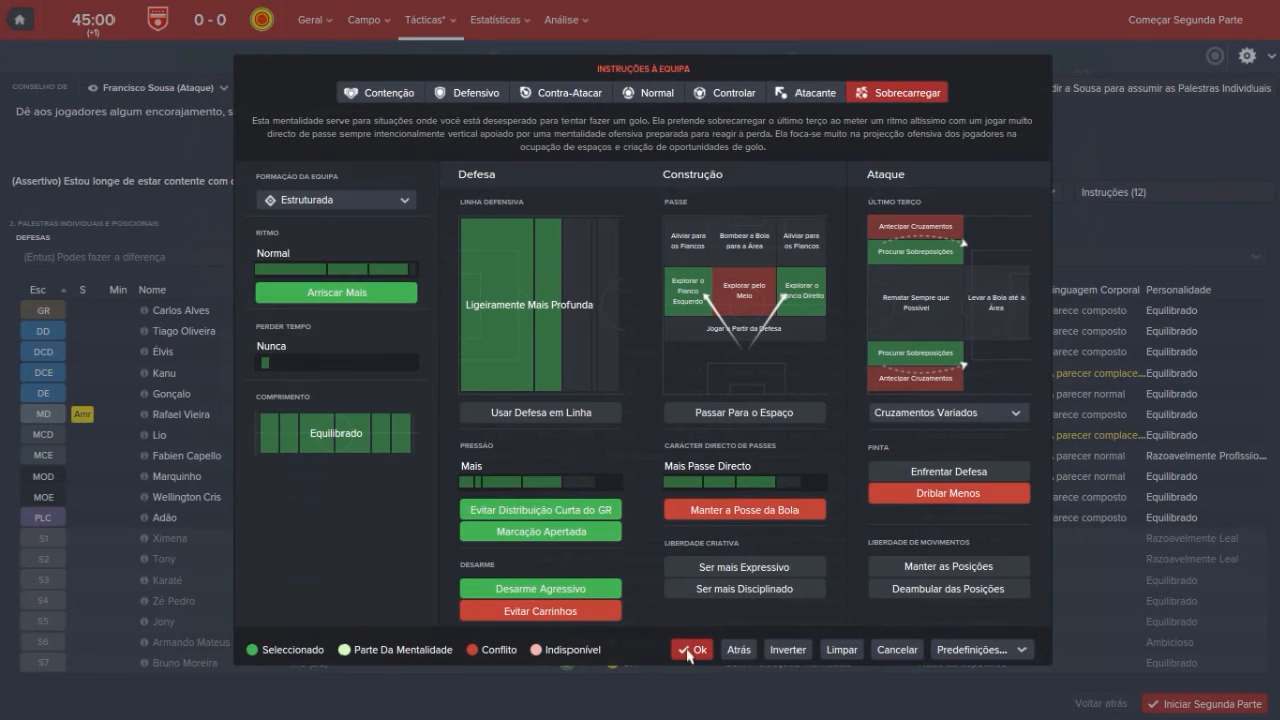 45:00
(+1)
0 - 0
Geral
Campo
Tácticas*
Estatísticas
Análise
Começar Segunda Parte
CONSELHO DE
Francisco Sousa (Ataque)
Dê aos jogadores algum encorajamento, s
dir a Sousa para assumir as Palestras Individuais
(Assertivo) Estou longe de estar contente com o
Instruções (12)
2. PALESTRAS INDIVIDUAIS E POSICIONAIS
DEFESAS
(Entus) Podes fazer a diferença
Esc S Min Nome
GR Carlos Alves
DD Tiago Oliveira
DCD Élvis
DCE Kanu
DE Gonçalo
MD Amr Rafael Vieira
MCD Lio
MCE Fabien Capello
MOD Marquinho
MOE Wellington Cris
PLC Adão
S1 Ximena
S2 Tony
S3 Karaté
S4 Zé Pedro
S5 Jony
S6 Armando Mateus
S7 Bruno Moreira
INSTRUÇÕES À EQUIPA
Contenção
Defensivo
Contra-Atacar
Normal
Controlar
Atacante
Sobrecarregar
Esta mentalidade serve para situações onde você está desesperado para tentar fazer um golo. Ela pretende sobrecarregar o último terço ao meter um ritmo altíssimo com um jogar muito
directo de passe sempre intencionalmente vertical apoiado por uma mentalidade ofensiva preparada para reagir à perda. Ela foca-se muito na projecção ofensiva dos jogadores na
ocupação de espaços e criação de oportunidades de golo.
FORMAÇÃO DA EQUIPA
Estruturada
RITMO
Normal
Arriscar Mais
PERDER TEMPO
Nunca
COMPRIMENTO
Equilibrado
Defesa
LINHA DEFENSIVA
Ligeiramente Mais Profunda
Usar Defesa em Linha
PRESSÃO
Mais
Evitar Distribuição Curta do GR
Marcação Apertada
DESARME
Desarme Agressivo
Evitar Carrinhos
Construção
PASSE
Aliviar para
os Flancos
Bombear a Bola
para a Área
Aliviar para
os Flancos
Explorar o
Flanco
Esquerdo
Explorar pelo
Meio
Explorar o
Flanco Direito
Jogar a Partir da Defesa
Passar Para o Espaço
CARÁCTER DIRECTO DE PASSES
Mais Passe Directo
Manter a Posse da Bola
LIBERDADE CRIATIVA
Ser mais Expressivo
Ser mais Disciplinado
Ataque
ÚLTIMO TERÇO
Antecipar Cruzamentos
Procurar Sobreposições
Rematar Sempre que
Possível
Levar a Bola até à
Área
Procurar Sobreposições
Antecipar Cruzamentos
Cruzamentos Variados
FINTA
Enfrentar Defesa
Driblar Menos
LIBERDADE DE MOVIMENTOS
Manter as Posições
Deambular das Posições
Seleccionado
Parte Da Mentalidade
Conflito
Indisponível
Ok
Atrás
Inverter
Limpar
Cancelar
Predefinições...
inguagem Corporal Personalidade
arece composto Equilibrado
arece composto Equilibrado
arece composto Equilibrado
A parecer complace... Equilibrado
arece composto Equilibrado
arece composto Equilibrado
A parecer complace... Equilibrado
A parecer normal Razoavelmente Profissio...
A parecer normal Equilibrado
arece composto Equilibrado
arece composto Equilibrado
Razoavelmente Leal
Razoavelmente Leal
Equilibrado
Equilibrado
Equilibrado
Ambicioso
Equilibrado
Voltar atrás
Iniciar Segunda Parte